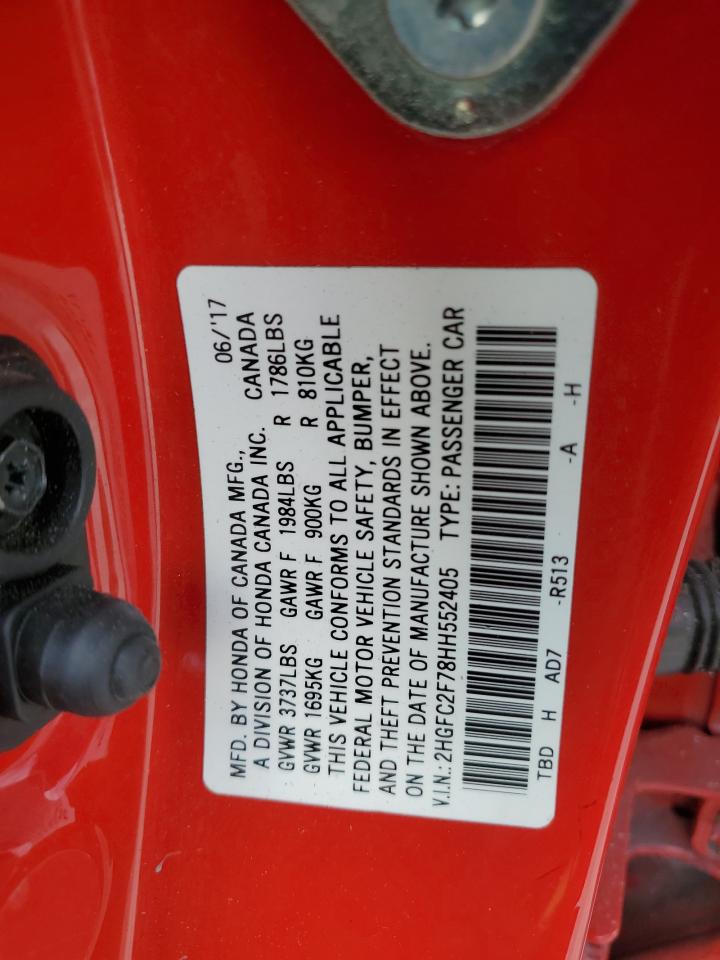 MFD. BY HONDA OF CANADA MFG., 06/'17
A DIVISION OF HONDA CANADA INC. CANADA
GVWR 3737LBS GAWR F 1984LBS R 1786LBS
GVWR 1695KG GAWR F 900KG R 810KG
THIS VEHICLE CONFORMS TO ALL APPLICABLE
FEDERAL MOTOR VEHICLE SAFETY, BUMPER,
AND THEFT PREVENTION STANDARDS IN EFFECT
ON THE DATE OF MANUFACTURE SHOWN ABOVE.
V.I.N.: 2HGFC2F78HH552405 TYPE: PASSENGER CAR
TBD H AD7 -R513 -A -H